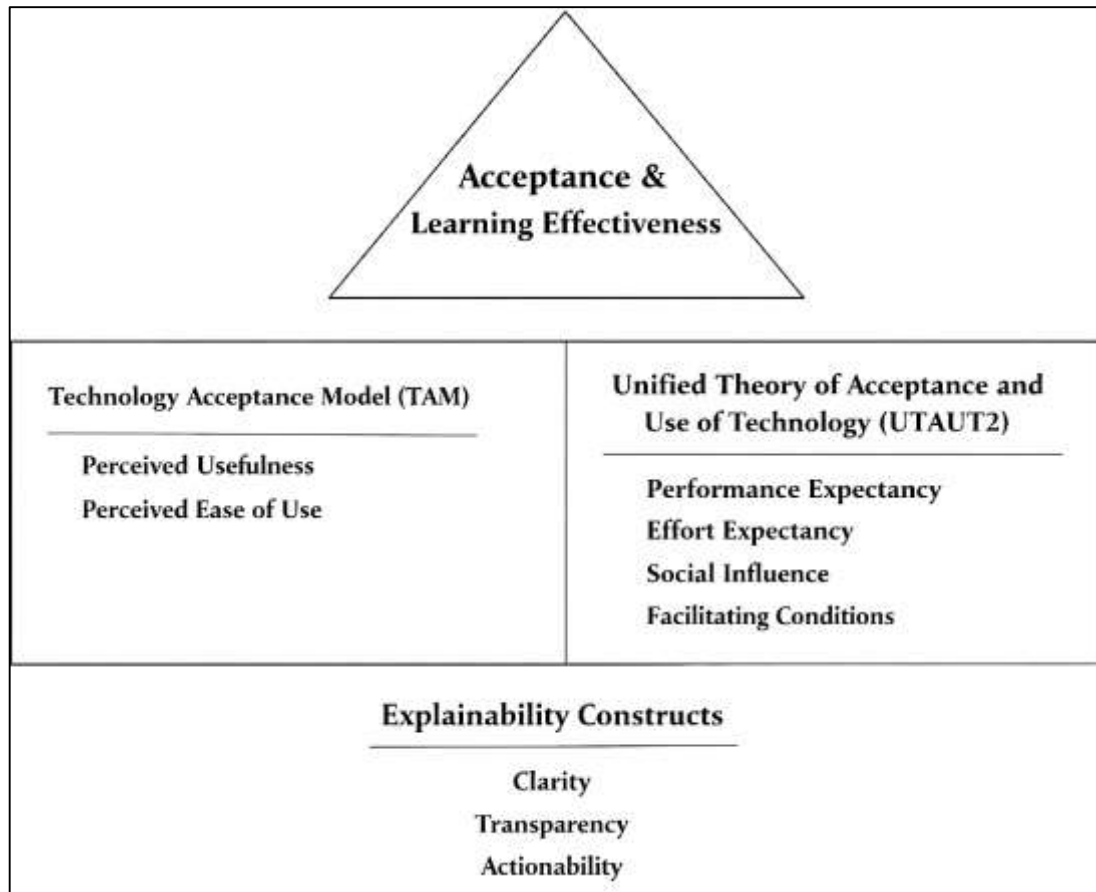 Acceptance &
Learning Effectiveness
Technology Acceptance Model (TAM)
Perceived Usefulness
Perceived Ease of Use
Unified Theory of Acceptance and
Use of Technology (UTAUT2)
Performance Expectancy
Effort Expectancy
Social Influence
Facilitating Conditions
Explainability Constructs
Clarity
Transparency
Actionability